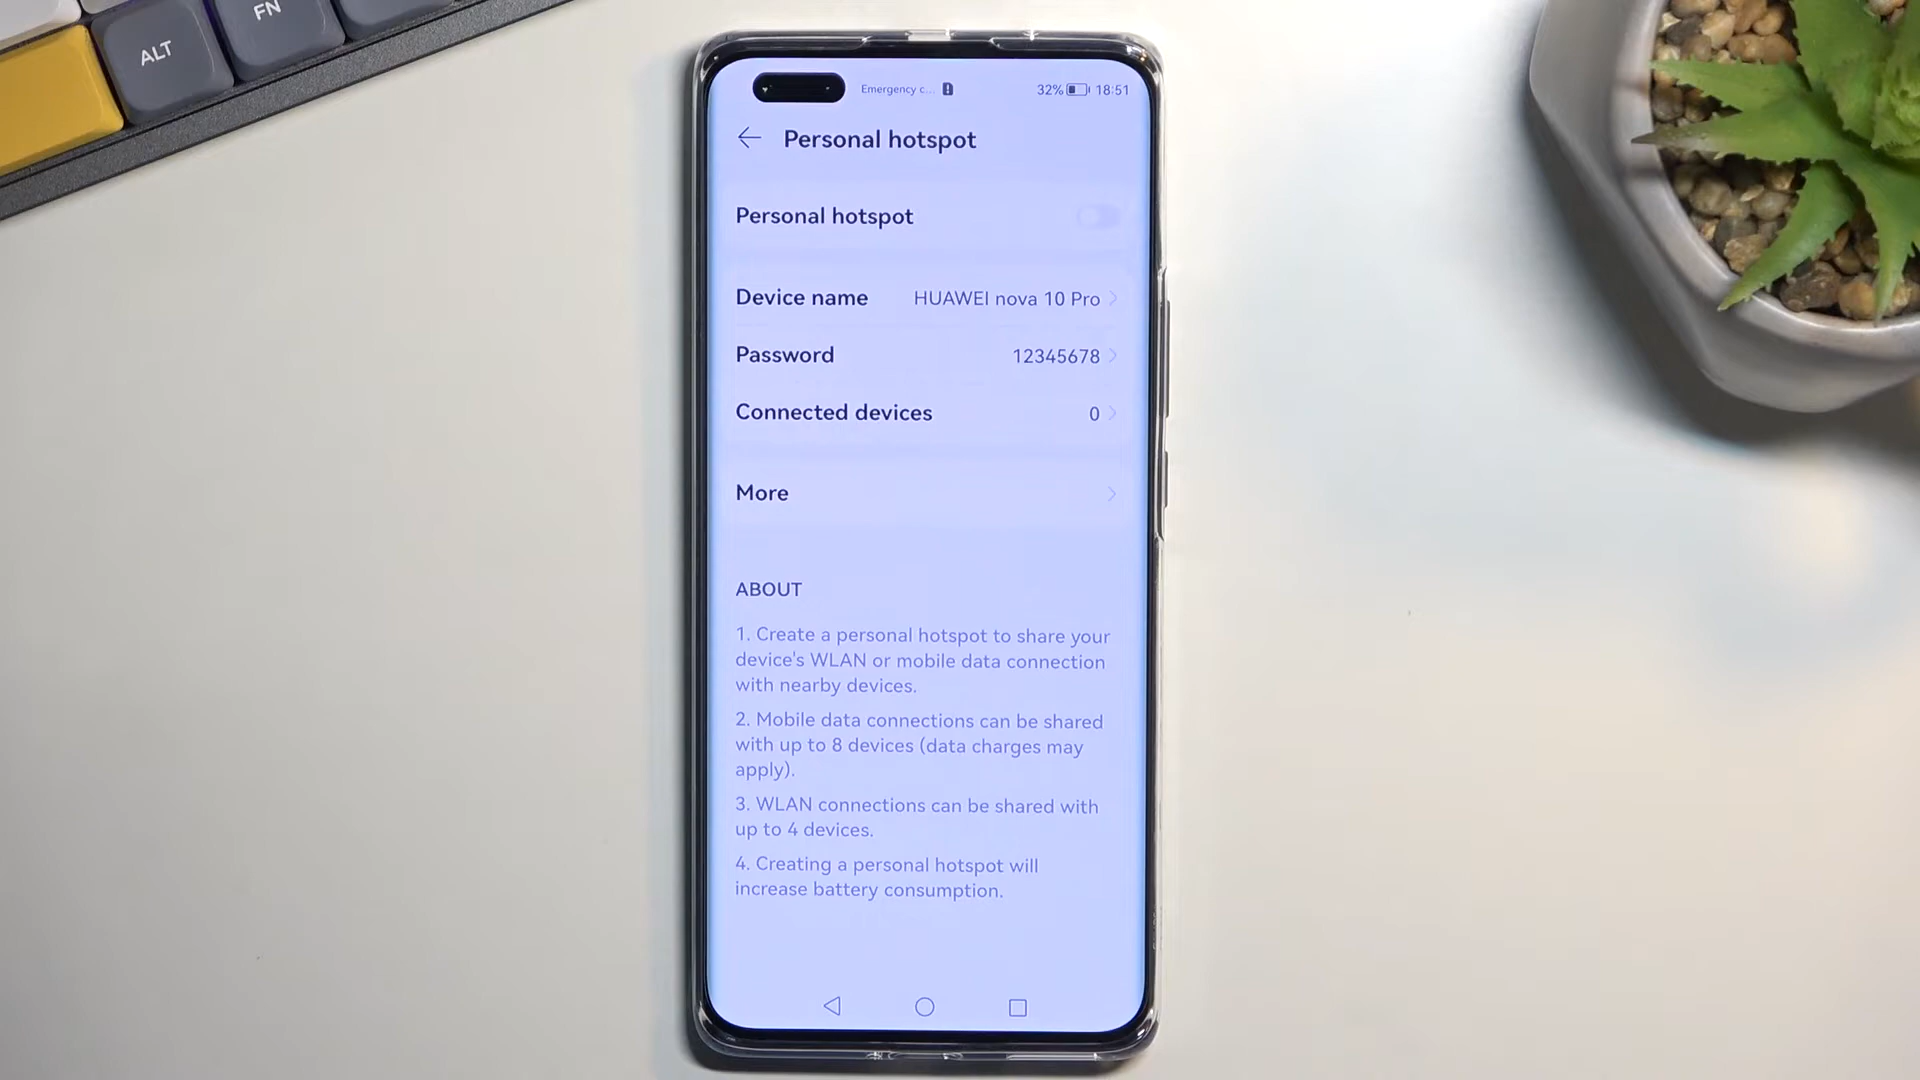 FN
ALT
Emergency c... 32% 18:51
Personal hotspot
Personal hotspot
Device name HUAWEI nova 10 Pro
Password 12345678
Connected devices 0
More
ABOUT
1. Create a personal hotspot to share your
device's WLAN or mobile data connection
with nearby devices.
2. Mobile data connections can be shared
with up to 8 devices (data charges may
apply).
3. WLAN connections can be shared with
up to 4 devices.
4. Creating a personal hotspot will
increase battery consumption.